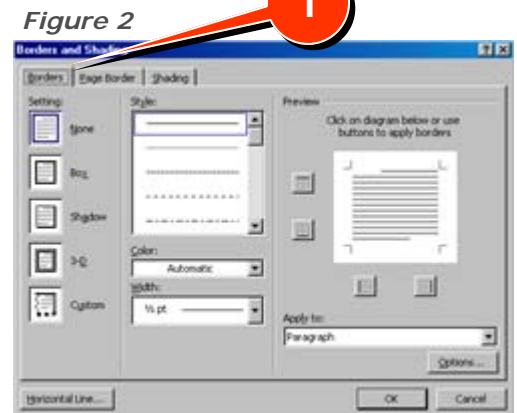 Figure 2
1
Borders and Shading
Borders Page Border Shading
Setting:
None
Box
Shadow
3-D
Custom
Style:
Color:
Automatic
Width:
½ pt
Preview
Click on diagram below or use
buttons to apply borders
Apply to:
Paragraph
Options...
Horizontal Line...
OK
Cancel